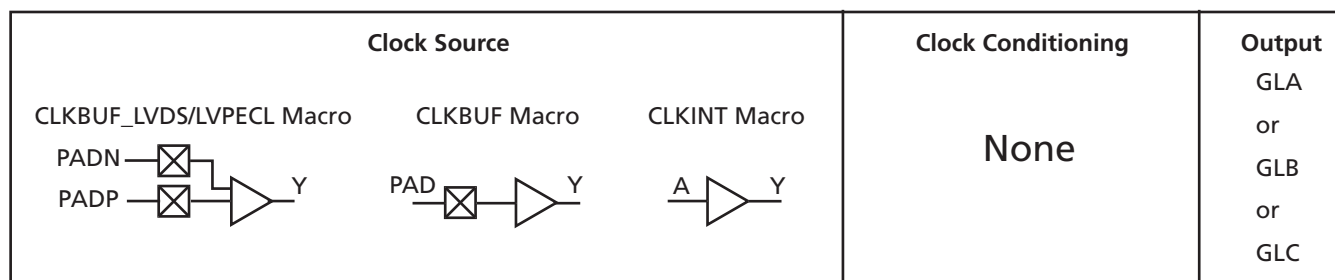 Clock Source
Clock Conditioning
Output
CLKBUF_LVDS/LVPECL Macro
CLKBUF Macro
CLKINT Macro
PADN
PADP
Y
PAD
Y
A
Y
None
GLA
or
GLB
or
GLC